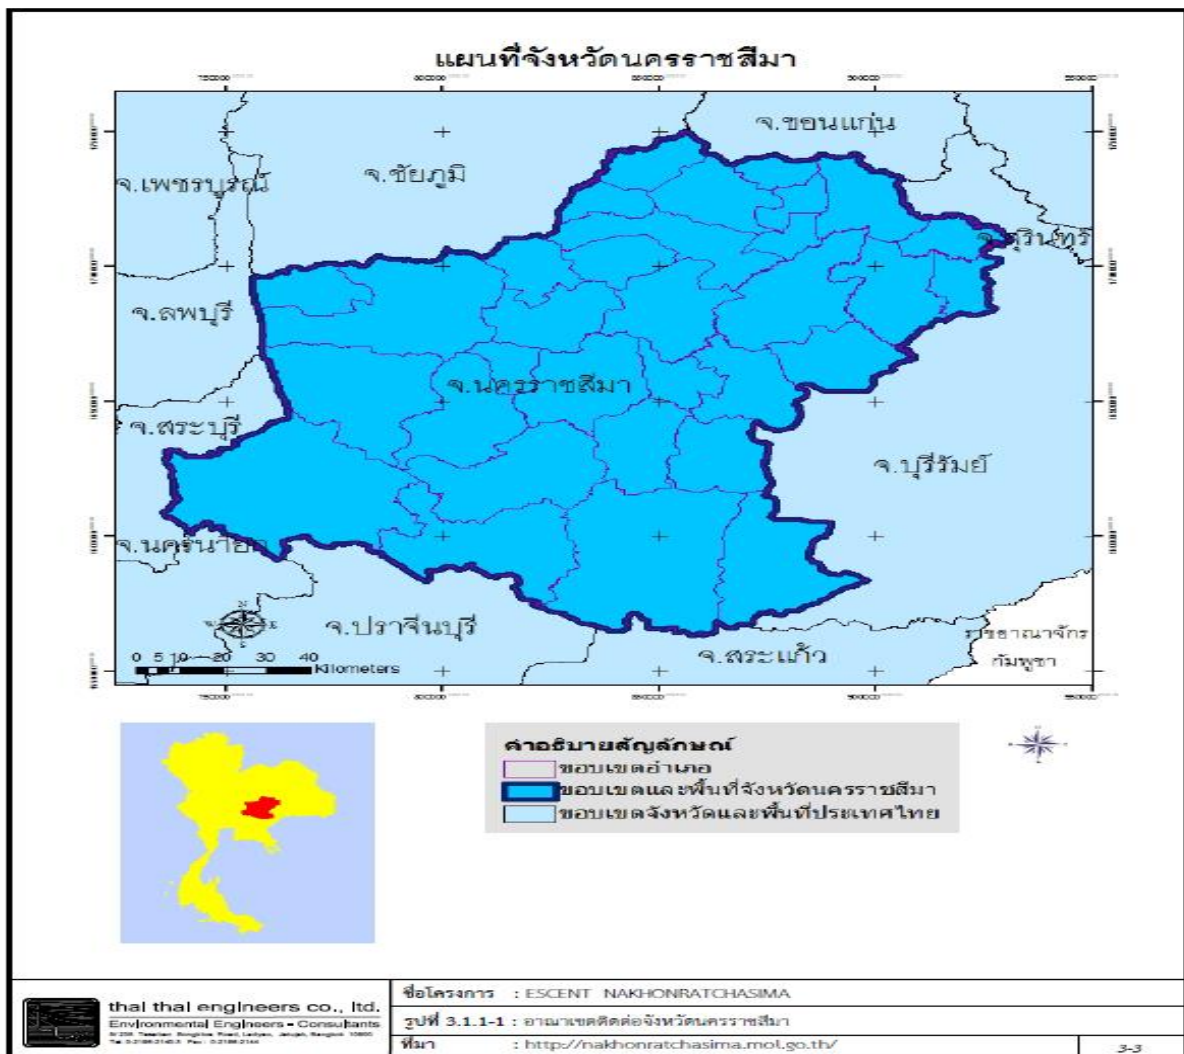 แผนที่จังหวัดนครราชสีมา
จ.ขอนแก่น
จ.ชัยภูมิ
จ.เพชรบูรณ์
จ.สุรินทร์
จ.ลพบุรี
จ.นครราชสีมา
จ.สระบุรี
จ.บุรีรัมย์
จ.นครนายก
จ.ปราจีนบุรี
ราชอาณาจักร
กัมพูชา
จ.สระแก้ว
0 5 10 20 30 40
Kilometers
คำอธิบายสัญลักษณ์
ขอบเขตอำเภอ
ขอบเขตและพื้นที่จังหวัดนครราชสีมา
ขอบเขตจังหวัดและพื้นที่ประเทศไทย
thai thai engineers co., ltd.
Environmental Engineers - Consultants
ชื่อโครงการ : ESCENT NAKHONRATCHASIMA
รูปที่ 3.1.1-1 : อาณาเขตติดต่อจังหวัดนครราชสีมา
ที่มา : http://nakhonratchasima.mol.go.th/
3-3